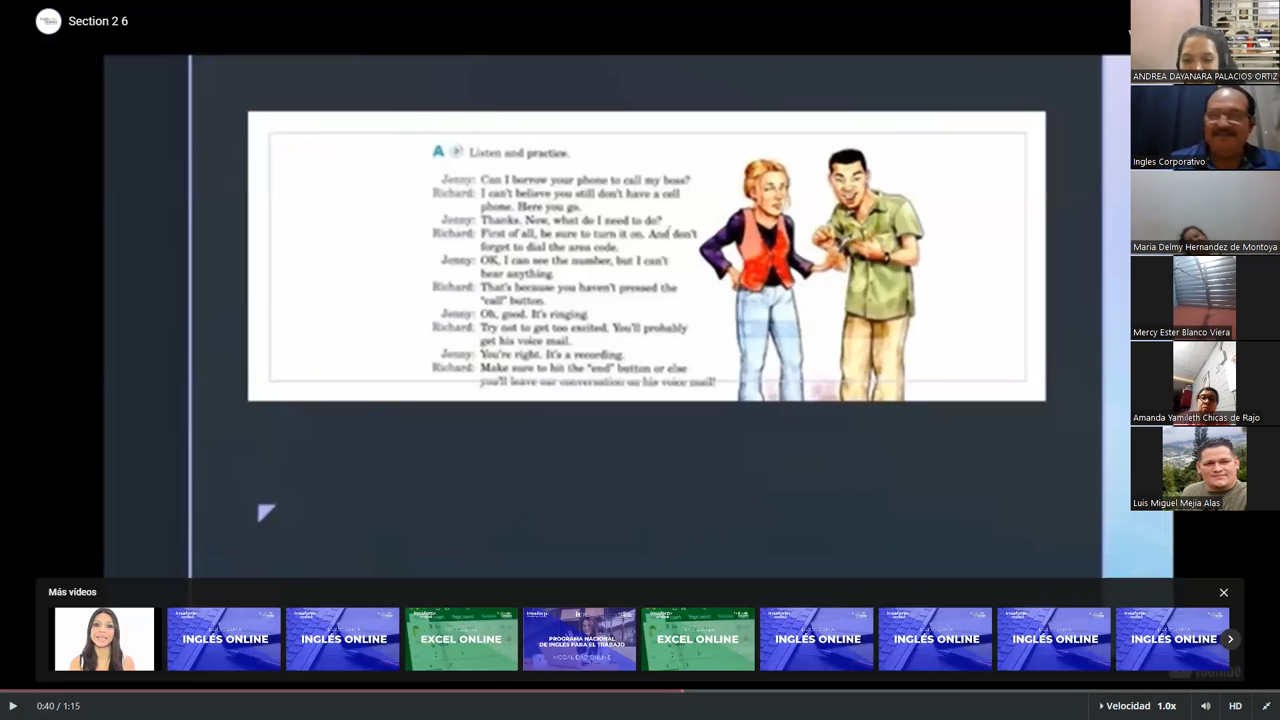 Section 2 6
A Listen and practice.
Jenny: Can I borrow your phone to call my boss?
Richard: I can't believe you still don't have a cell
phone. Here you go.
Jenny: Thanks. Now, what do I need to do?
Richard: First of all, be sure to turn it on. And don't
forget to dial the area code.
Jenny: OK, I can see the number, but I can't
hear anything.
Richard: That's because you haven't pressed the
"call" button.
Jenny: Oh, good. It's ringing.
Richard: Try not to get too excited. You'll probably
get his voice mail.
Jenny: You're right. It's a recording.
Richard: Make sure to hit the "end" button or else
you'll leave our conversation on his voice mail!
ANDREA DAYANARA PALACIOS ORTIZ
Ingles Corporativo
Maria Delmy Hernandez de Montoya
Mercy Ester Blanco Viera
Amanda Yamileth Chicas de Rajo
Luis Miguel Mejia Alas
Más vídeos
INGLÉS ONLINE
INGLÉS ONLINE
EXCEL ONLINE
PROGRAMA NACIONAL
DE INGLÉS PARA EL TRABAJO
MODALIDAD ONLINE
EXCEL ONLINE
INGLÉS ONLINE
INGLÉS ONLINE
INGLÉS ONLINE
INGLÉS ONLINE
0:40 / 1:15
Velocidad 1.0x
HD